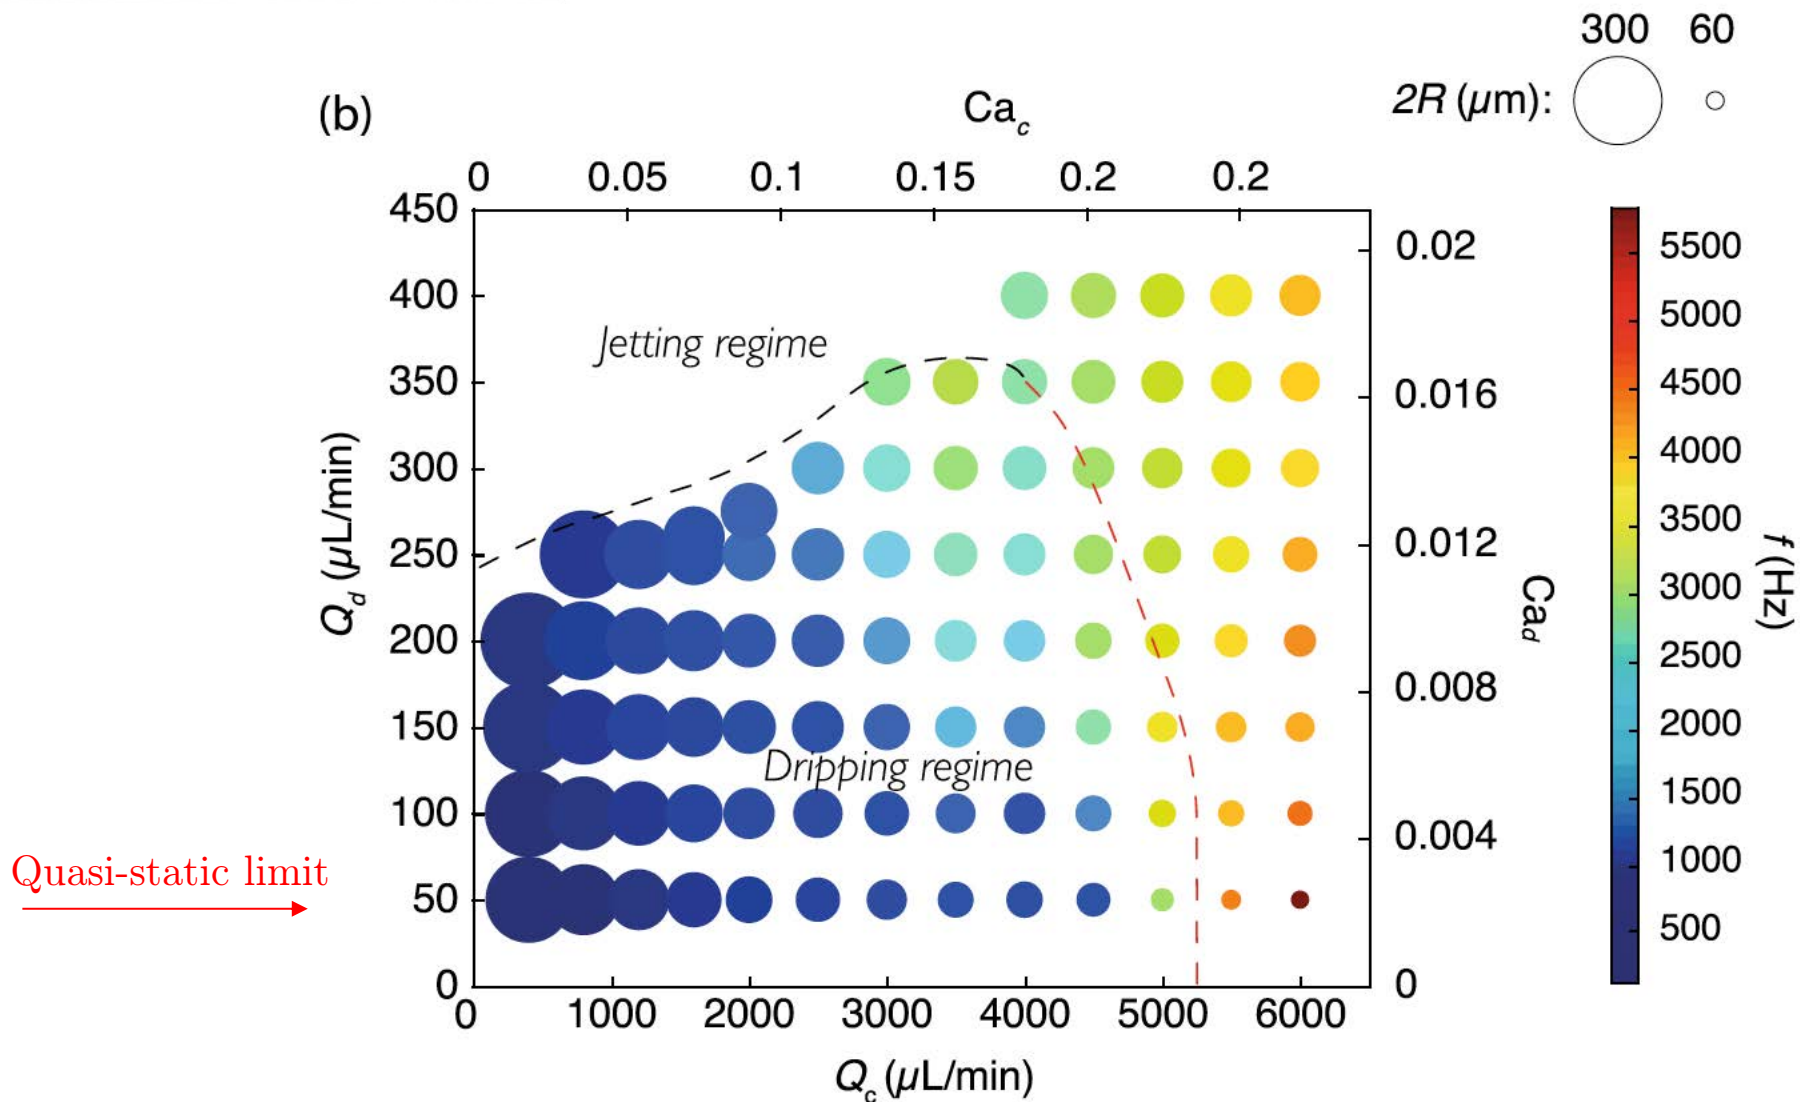 300 60
2R (µm):
(b)
Ca_c
0 0.05 0.1 0.15 0.2 0.2
450
400
350
300
250
200
150
100
50
0
Q_d (µL/min)
Jetting regime
Dripping regime
Quasi-static limit
0.02
0.016
0.012
0.008
0.004
0
Ca_d
5500
5000
4500
4000
3500
3000
2500
2000
1500
1000
500
f (Hz)
0 1000 2000 3000 4000 5000 6000
Q_c (µL/min)